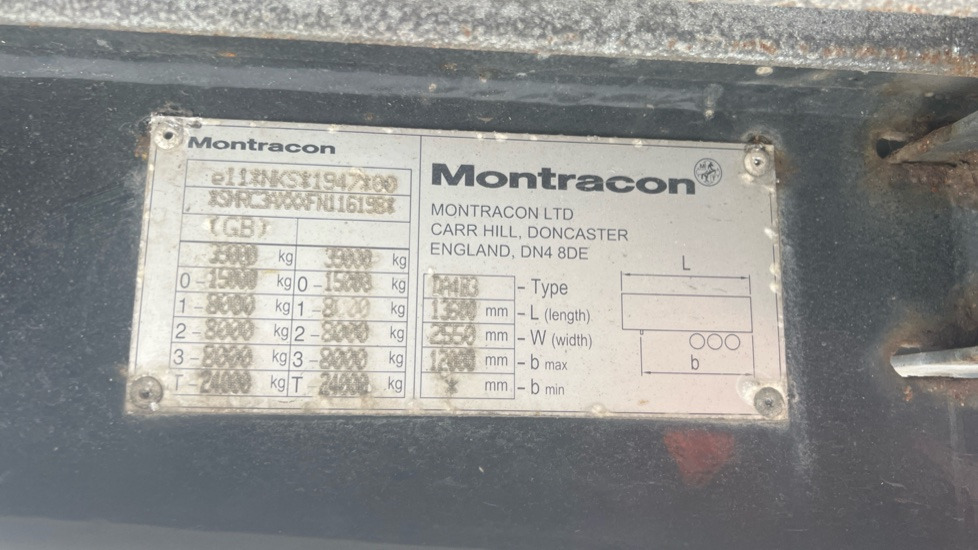 Montracon
e11*NKS*1947*00
(GB)
39000 kg 39000 kg
0-15000 kg 0-15000 kg
1-8000 kg 1-8000 kg
2-8000 kg 2-8000 kg
3-8000 kg 3-8000 kg
T-24000 kg T-24000 kg
Montracon
MONTRACON LTD
CARR HILL, DONCASTER
ENGLAND, DN4 8DE
DA4B3 - Type
13600 mm - L (length)
2550 mm - W (width)
12000 mm - b max
* mm - b min
L
b